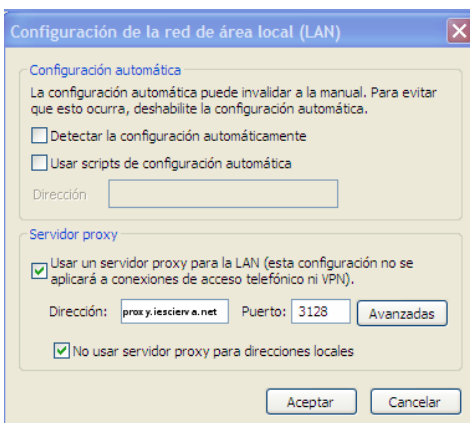 Configuración de la red de área local (LAN)
Configuración automática
La configuración automática puede invalidar a la manual. Para evitar
que esto ocurra, deshabilite la configuración automática.
Detectar la configuración automáticamente
Usar scripts de configuración automática
Dirección
Servidor proxy
Usar un servidor proxy para la LAN (esta configuración no se
aplicará a conexiones de acceso telefónico ni VPN).
Dirección: proxy.iescierva.net Puerto: 3128 Avanzadas
No usar servidor proxy para direcciones locales
Aceptar Cancelar